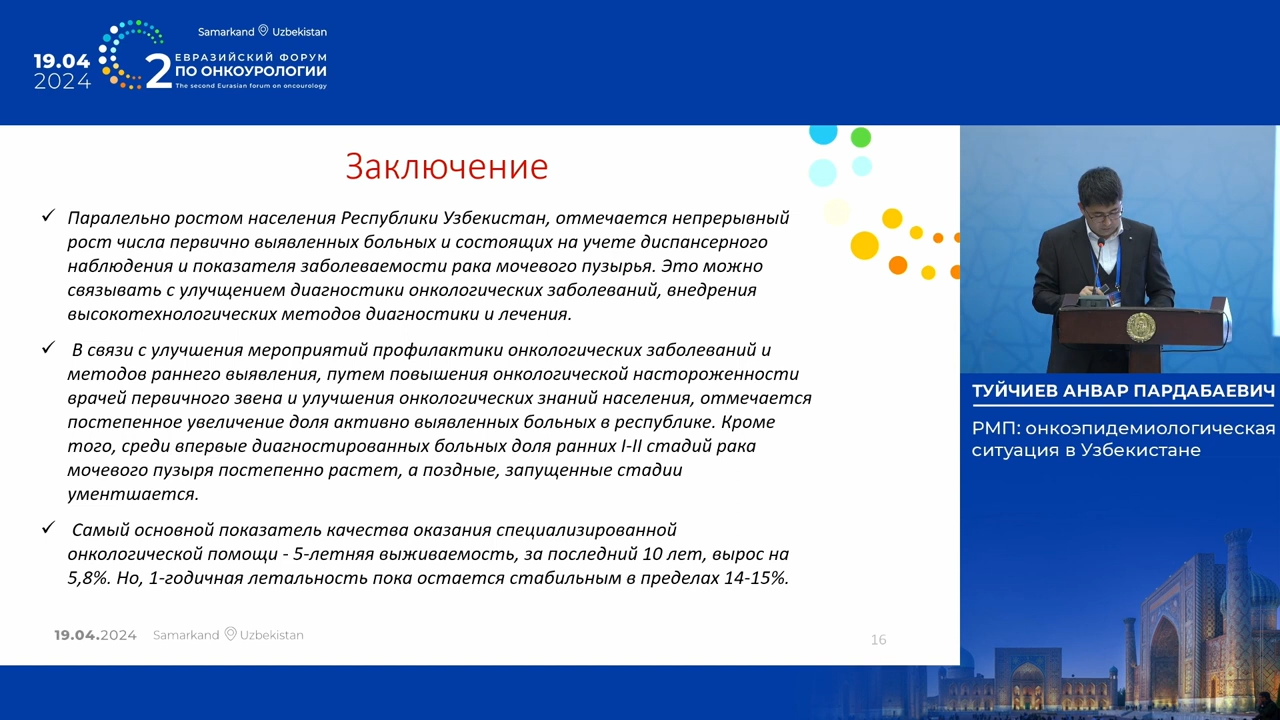 Samarkand Uzbekistan
19.04
2024
2
ЕВРАЗИЙСКИЙ ФОРУМ
ПО ОНКОУРОЛОГИИ
The second Eurasian forum on oncourology
Заключение
✓ Паралельно ростом населения Республики Узбекистан, отмечается непрерывный
рост числа первично выявленных больных и состоящих на учете диспансерного
наблюдения и показателя заболеваемости рака мочевого пузырья. Это можно
связывать с улучщением диагностики онкологических заболеваний, внедрения
высокотехнологических методов диагностики и лечения.
✓ В связи с улучшения мероприятий профилактики онкологических заболеваний и
методов раннего выявления, путем повышения онкологической настороженности
врачей первичного звена и улучшения онкологических знаний населения, отмечается
постепенное увеличение доля активно выявленных больных в республике. Кроме
того, среди впервые диагностированных больных доля ранних I-II стадий рака
мочевого пузыря постепенно растет, а поздные, запущенные стадии
ументшается.
✓ Самый основной показатель качества оказания специализированной
онкологической помощи - 5-летняя выживаемость, за последний 10 лет, вырос на
5,8%. Но, 1-годичная летальность пока остается стабильным в пределах 14-15%.
19.04.2024 Samarkand Uzbekistan
16
ТУЙЧИЕВ АНВАР ПАРДАБАЕВИЧ
РМП: онкоэпидемиологическая
ситуация в Узбекистане